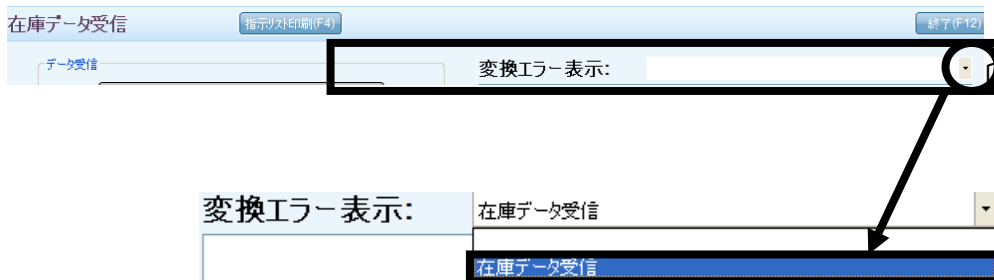 在庫データ受信 指示リスト印刷(F4) 終了(F12)
データ受信
変換エラー表示:
変換エラー表示: 在庫データ受信
在庫データ受信